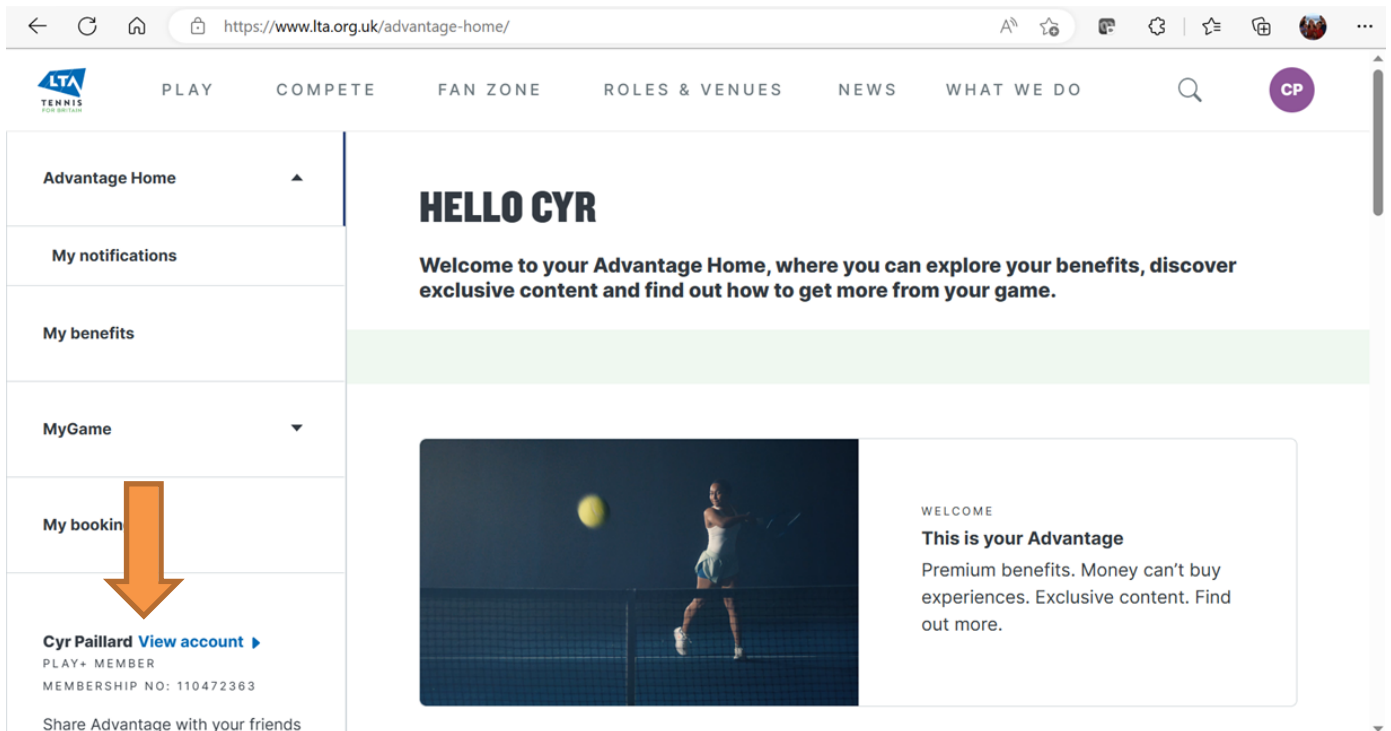 https://www.lta.org.uk/advantage-home/
LTA
TENNIS
FOR BRITAIN
PLAY
COMPETE
FAN ZONE
ROLES & VENUES
NEWS
WHAT WE DO
CP
Advantage Home
My notifications
My benefits
MyGame
My
Cyr Paillard View account
PLAY+ MEMBER
MEMBERSHIP NO: 110472363
Share Advantage with your friends
HELLO CYR
Welcome to your Advantage Home, where you can explore your benefits, discover
exclusive content and find out how to get more from your game.
WELCOME
This is your Advantage
Premium benefits. Money can’t buy
experiences. Exclusive content. Find
out more.